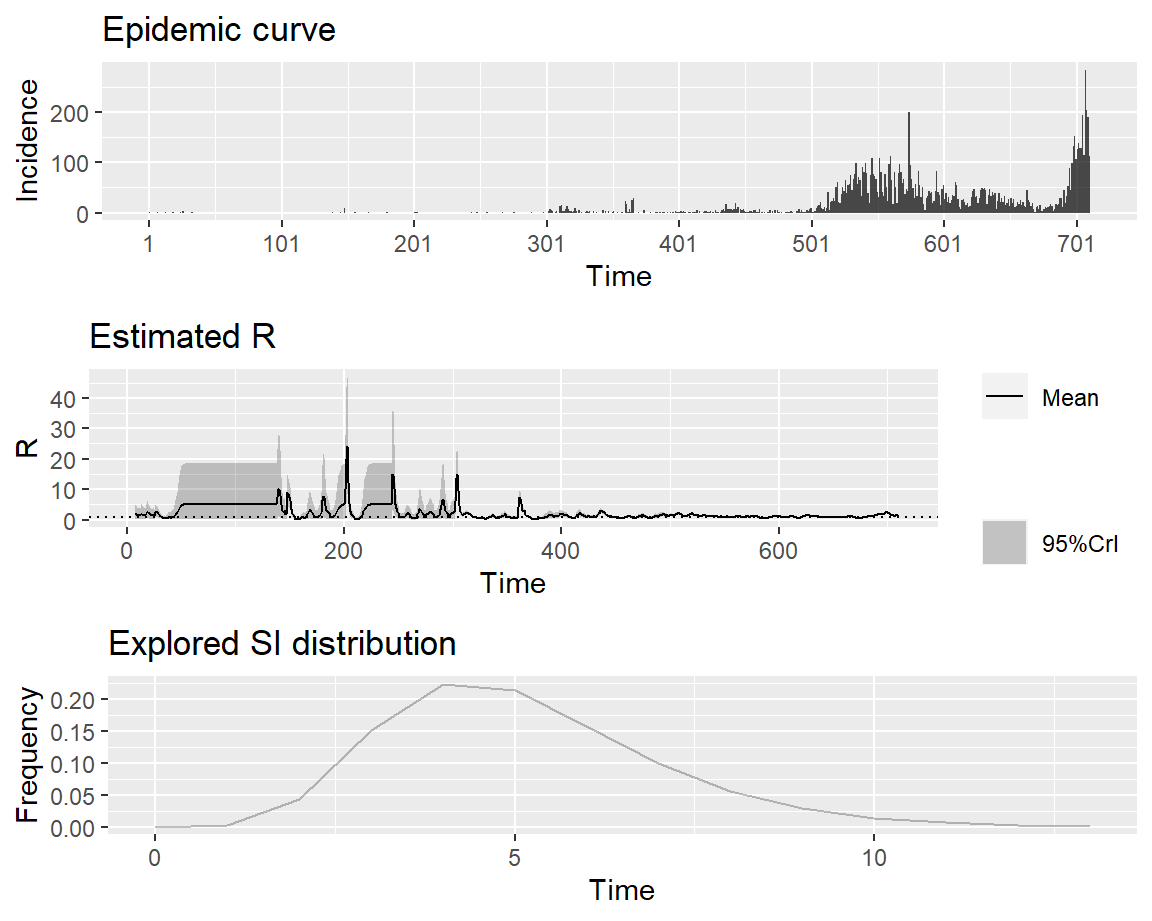 Epidemic curve
Incidence
200
100
0
1 101 201 301 401 501 601 701
Time
Estimated R
R
40
30
20
10
0
0 200 400 600
Time
Mean
95%CrI
Explored SI distribution
Frequency
0.20
0.15
0.10
0.05
0.00
0 5 10
Time